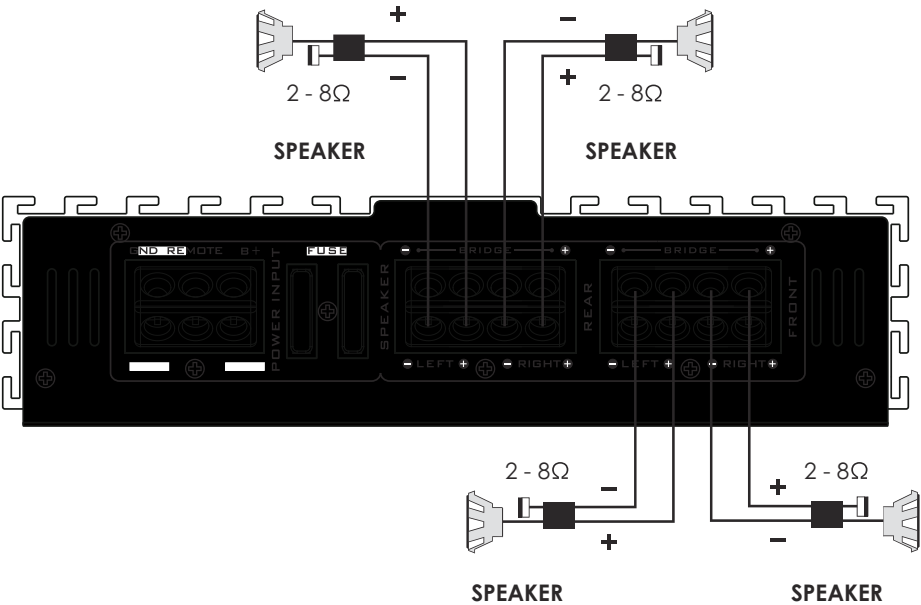 +
−
2 - 8Ω
2 - 8Ω
−
+
SPEAKER
SPEAKER
GND REMOTE B+
FUSE
− BRIDGE +
− BRIDGE +
POWER INPUT
SPEAKER
REAR
FRONT
− LEFT + − RIGHT +
− LEFT + − RIGHT +
2 - 8Ω
2 - 8Ω
−
+
+
−
SPEAKER
SPEAKER